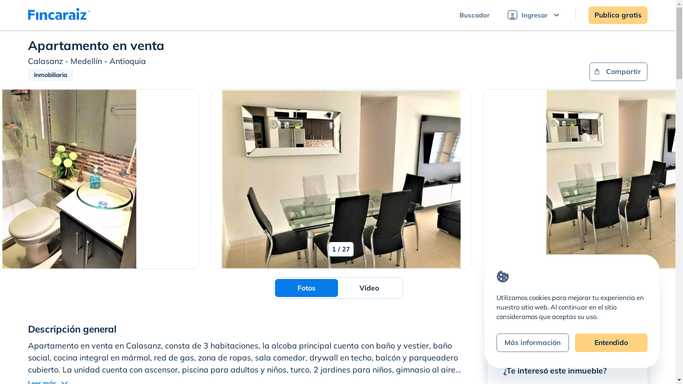 Fincaraiz
Buscador
Ingresar
Publica gratis
Apartamento en venta
Calasanz - Medellín - Antioquia
Inmobiliaria
Compartir
1 / 27
Fotos
Video
Descripción general
Apartamento en venta en Calasanz, consta de 3 habitaciones, la alcoba principal cuenta con baño y vestier, baño
social, cocina integral en mármol, red de gas, zona de ropas, sala comedor, drywall en techo, balcón y parqueadero
cubierto. La unidad cuenta con ascensor, piscina para adultos y niños, turco, 2 jardines para niños, gimnasio al aire...
Leer más
Utilizamos cookies para mejorar tu experiencia en
nuestro sitio web. Al continuar en el sitio
consideramos que aceptas su uso.
Más información
Entendido
¿Te interesó este inmueble?